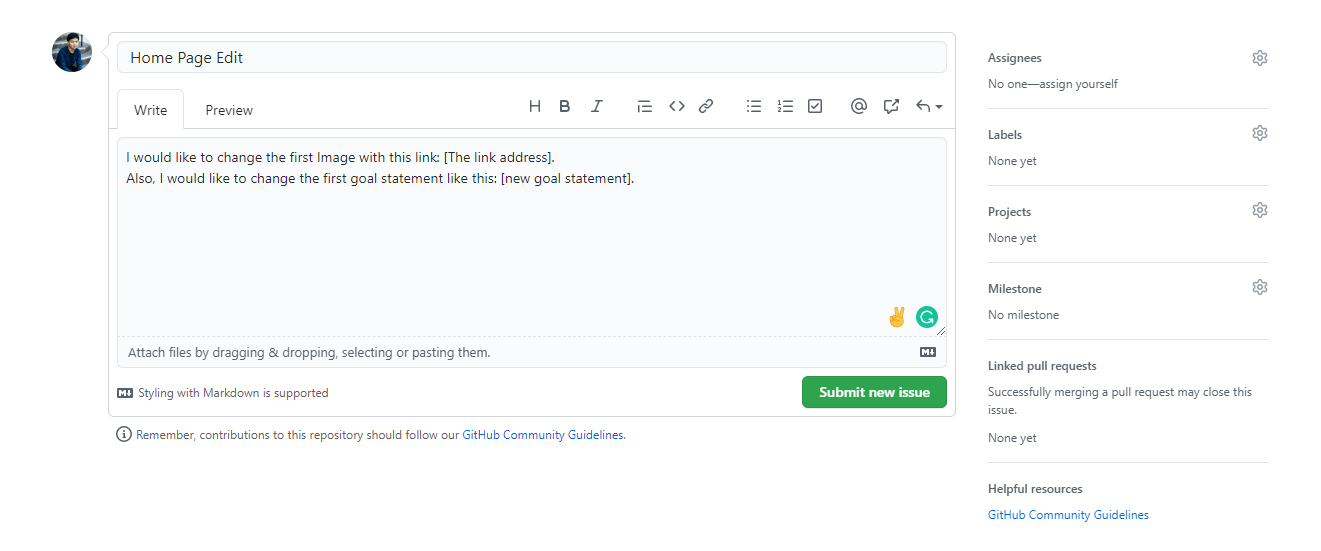 Home Page Edit
Write Preview
I would like to change the first Image with this link: [The link address].
Also, I would like to change the first goal statement like this: [new goal statement].
Attach files by dragging & dropping, selecting or pasting them.
Styling with Markdown is supported
Submit new issue
Remember, contributions to this repository should follow our GitHub Community Guidelines.
Assignees
No one—assign yourself
Labels
None yet
Projects
None yet
Milestone
No milestone
Linked pull requests
Successfully merging a pull request may close this
issue.
None yet
Helpful resources
GitHub Community Guidelines